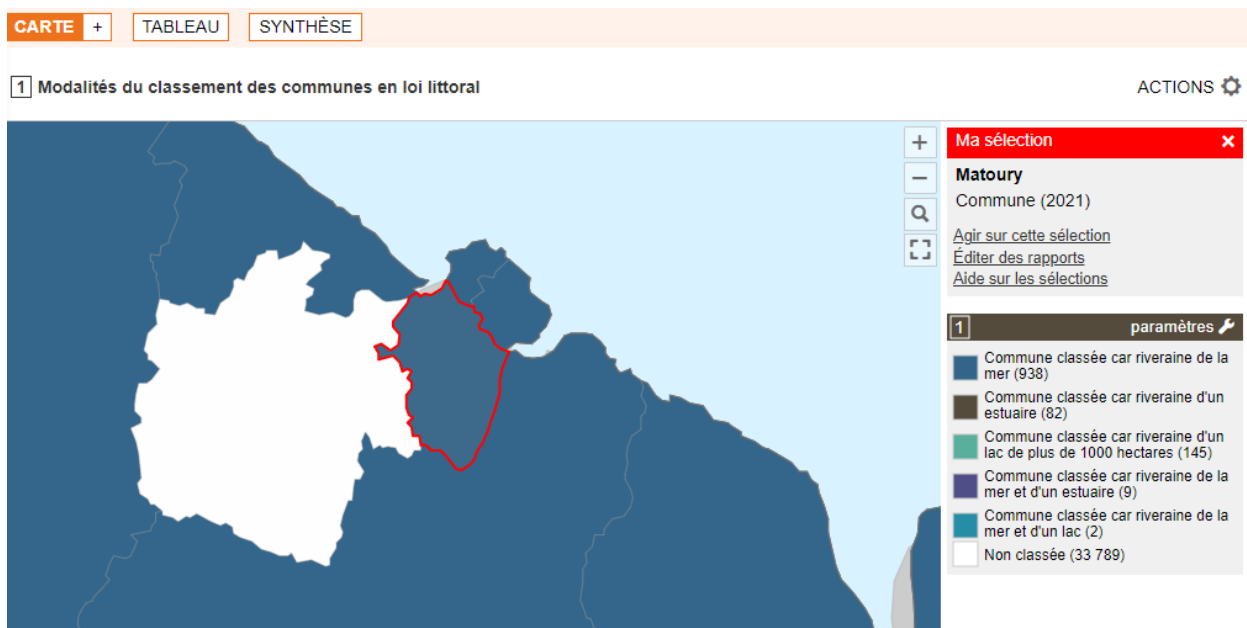 CARTE + TABLEAU SYNTHÈSE
1 Modalités du classement des communes en loi littoral
ACTIONS
+
−
Ma sélection ×
Matoury
Commune (2021)
Agir sur cette sélection
Éditer des rapports
Aide sur les sélections
1 paramètres
Commune classée car riveraine de la
mer (938)
Commune classée car riveraine d'un
estuaire (82)
Commune classée car riveraine d'un
lac de plus de 1000 hectares (145)
Commune classée car riveraine de la
mer et d'un estuaire (9)
Commune classée car riveraine de la
mer et d'un lac (2)
Non classée (33 789)